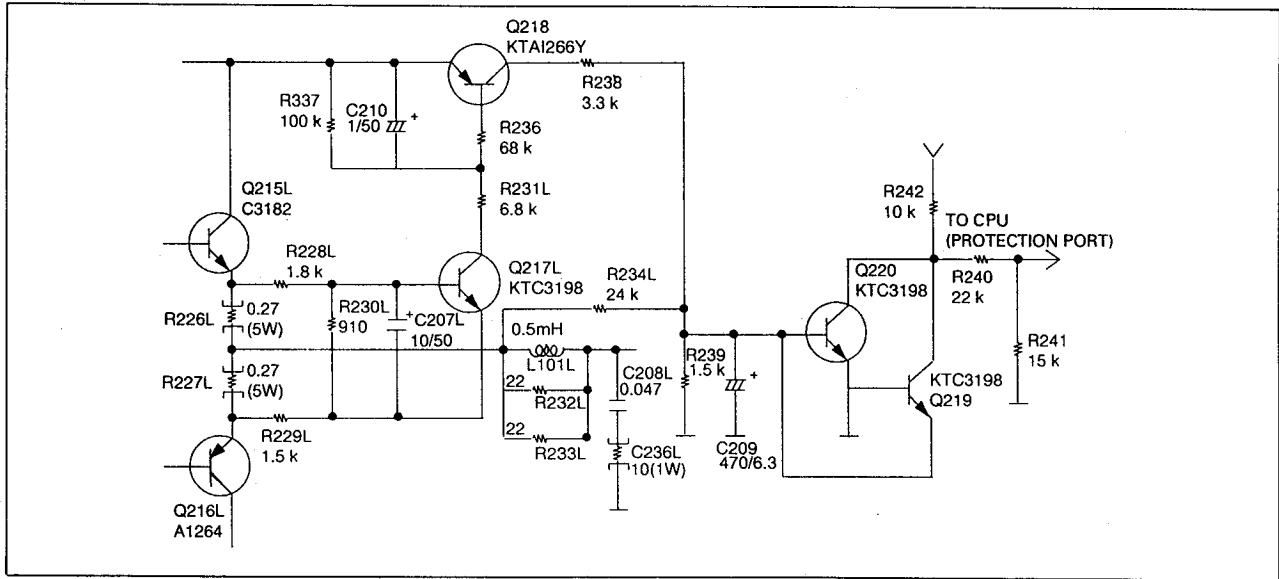 Q218
KTAI266Y
R238
3.3 k
R337
100 k
C210
1/50
+
R236
68 k
R231L
6.8 k
Q215L
C3182
R228L
1.8 k
Q217L
KTC3198
R234L
24 k
R242
10 k
TO CPU
(PROTECTION PORT)
Q220
KTC3198
R240
22 k
R226L
0.27
(5W)
R230L
910
+
C207L
10/50
0.5mH
L101L
R227L
0.27
(5W)
22
R232L
22
R233L
C208L
0.047
R239
1.5 k
+
R241
15 k
KTC3198
Q219
R229L
1.5 k
C236L
10(1W)
C209
470/6.3
Q216L
A1264